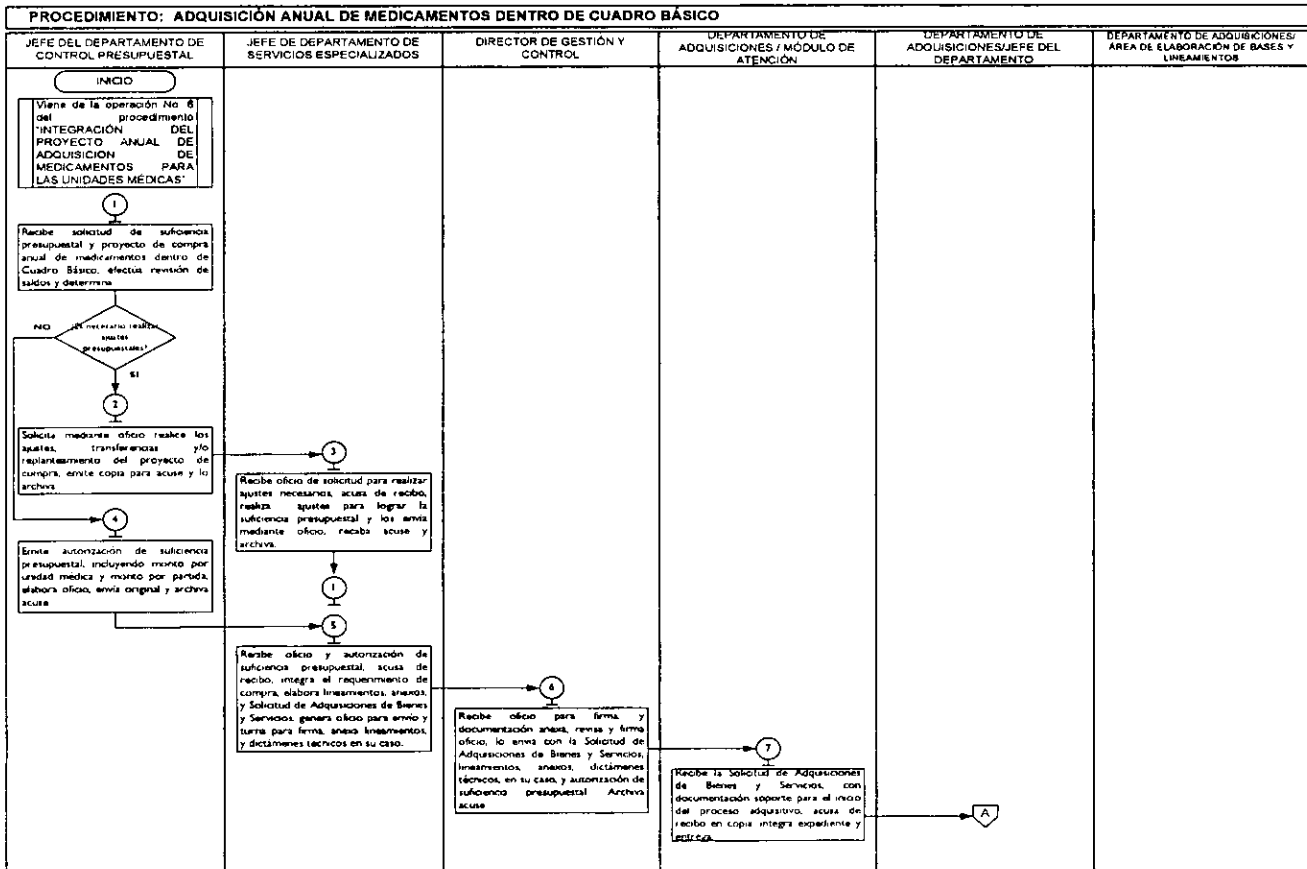 PROCEDIMIENTO: ADQUISICIÓN ANUAL DE MEDICAMENTOS DENTRO DE CUADRO BÁSICO
JEFE DEL DEPARTAMENTO DE
CONTROL PRESUPUESTAL
JEFE DE DEPARTAMENTO DE
SERVICIOS ESPECIALIZADOS
DIRECTOR DE GESTIÓN Y
CONTROL
DEPARTAMENTO DE
ADQUISICIONES / MÓDULO DE
ATENCIÓN
DEPARTAMENTO DE
ADQUISICIONES/JEFE DEL
DEPARTAMENTO
DEPARTAMENTO DE ADQUISICIONES/
ÁREA DE ELABORACIÓN DE BASES Y
LINEAMIENTOS
INICIO
Viene de la operación No 6
del procedimiento
"INTEGRACIÓN DEL
PROYECTO ANUAL DE
ADQUISICION DE
MEDICAMENTOS PARA
LAS UNIDADES MÉDICAS"
1
Recibe solicitud de suficiencia
presupuestal y proyecto de compra
anual de medicamentos dentro de
Cuadro Básico, efectúa revisión de
saldos y determina
NO
¿Es necesario realizar
ajustes
presupuestales?
SI
2
Solicita mediante oficio realice los
ajustes, transferencias y/o
replanteamiento del proyecto de
compra, emite copia para acuse y lo
archiva
3
Recibe oficio de solicitud para realizar
ajustes necesarios, acusa de recibo,
realiza ajustes para lograr la
suficiencia presupuestal y los envía
mediante oficio, recaba acuse y
archiva.
4
Emite autorización de suficiencia
presupuestal, incluyendo monto por
unidad médica y monto por partida,
elabora oficio, envía original y archiva
acuse
1
5
Recibe oficio y autorización de
suficiencia presupuestal, acusa de
recibo, integra el requerimiento de
compra, elabora lineamientos, anexos,
y Solicitud de Adquisiciones de Bienes
y Servicios, genera oficio para envío y
turna para firma, anexa lineamientos,
y dictámenes técnicos en su caso.
6
Recibe oficio para firma, y
documentación anexa, revisa y firma
oficio, lo envía con la Solicitud de
Adquisiciones de Bienes y Servicios,
lineamientos, anexos, dictámenes
técnicos, en su caso, y autorización de
suficiencia presupuestal Archiva
acuse
7
Recibe la Solicitud de Adquisiciones
de Bienes y Servicios, con
documentación soporte para el inicio
del proceso adquisitivo, acusa de
recibo en copia integra expediente y
entrega
A